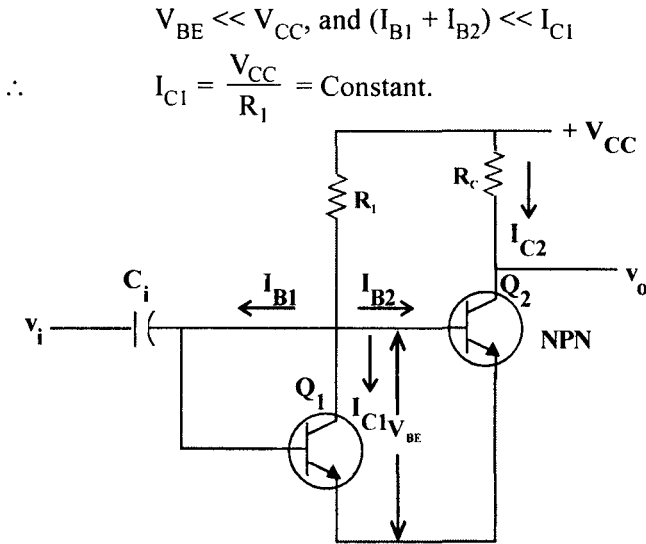 V_BE << V_CC, and (I_B1 + I_B2) << I_C1
∴ I_C1 = V_CC / R_1 = Constant.
+ V_CC
R_1
R_C
I_C2
C_i
I_B1
I_B2
Q_2
v_o
v_i
NPN
Q_1
I_C1
V_BE